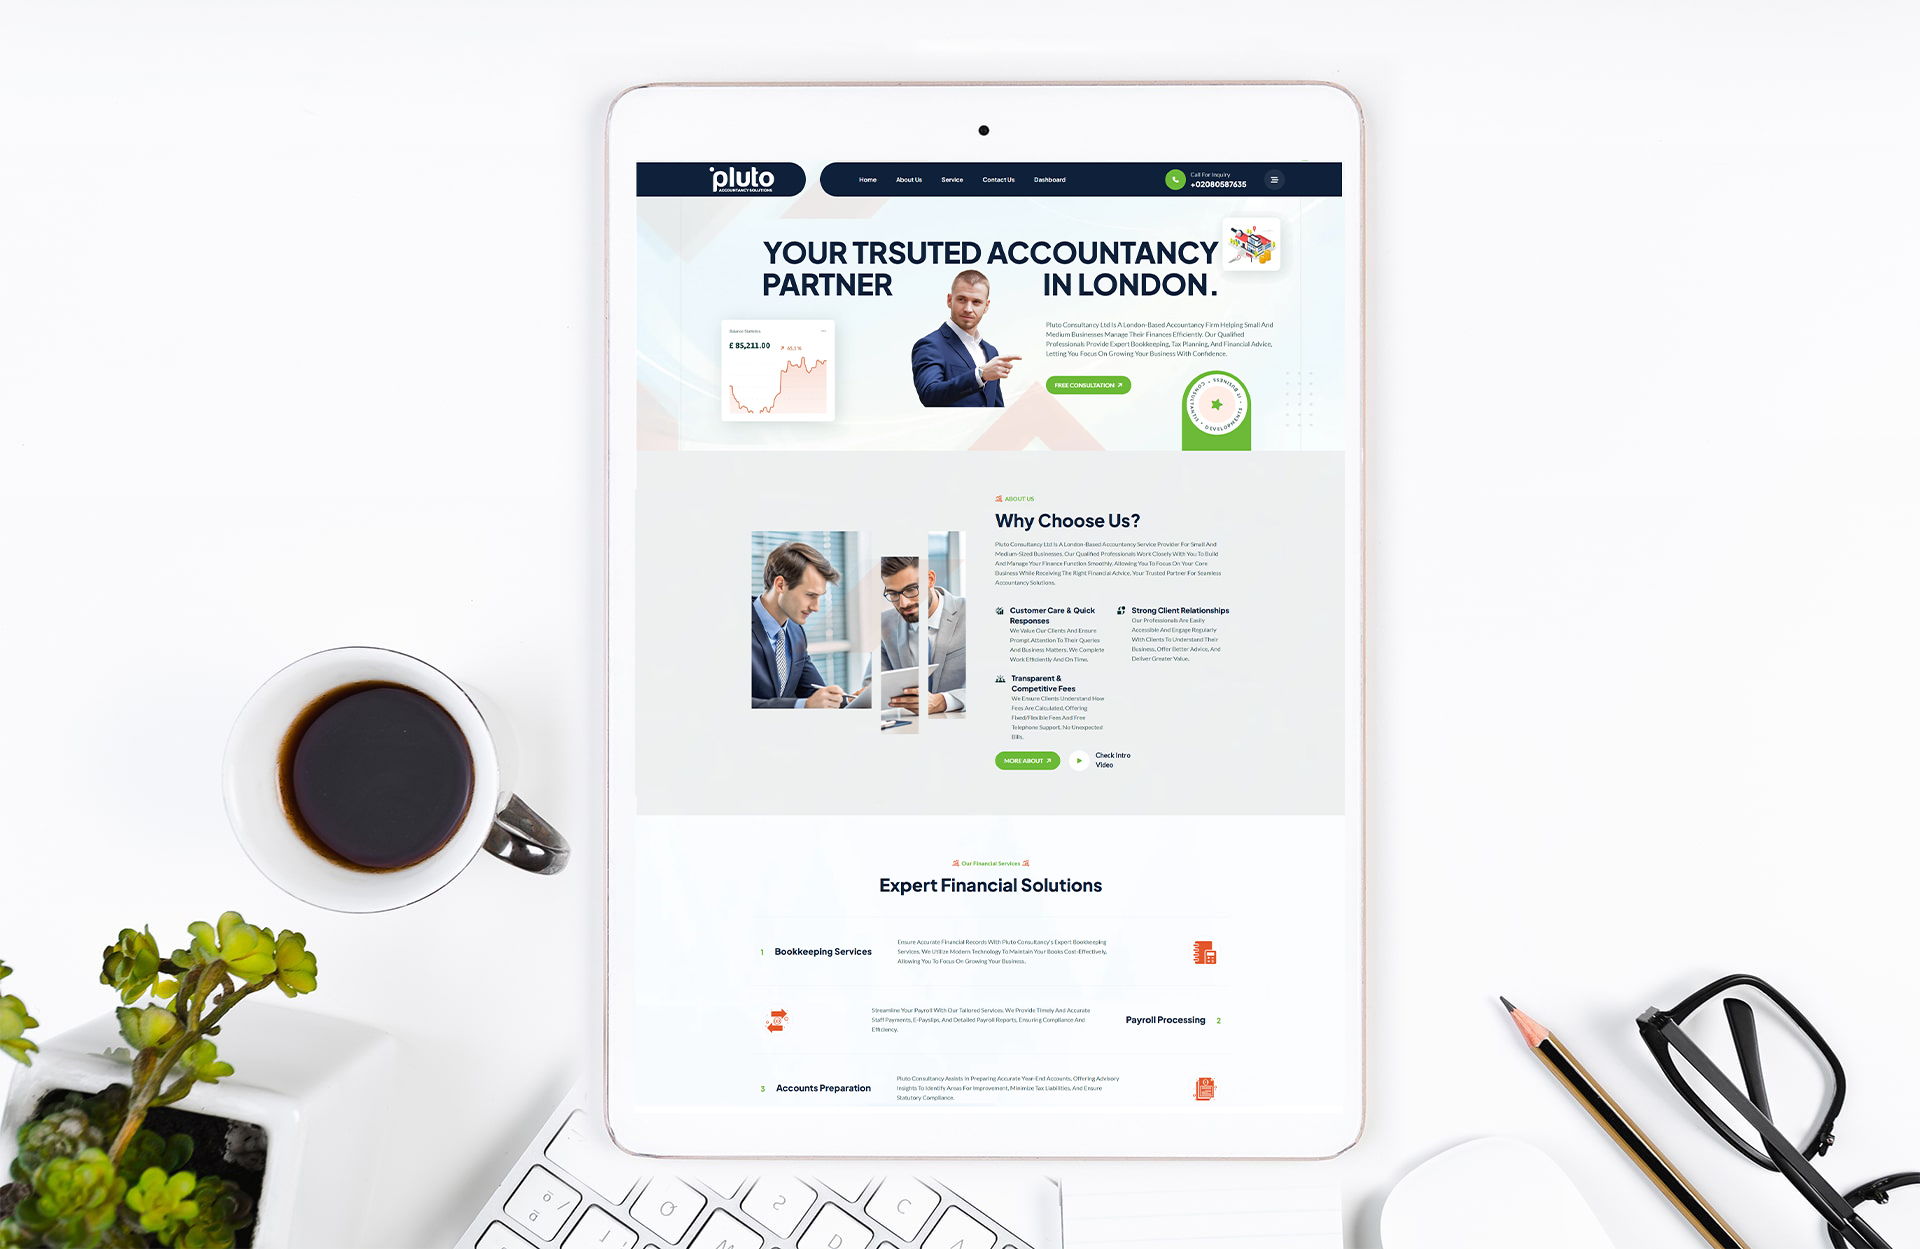 pluto
ACCOUNTANCY SOLUTIONS
Home
About Us
Service
Contact Us
Dashboard
Call For Inquiry
+02080587635
YOUR TRSUTED ACCOUNTANCY
PARTNER IN LONDON.
Balance Statistics
£ 85,211.00
65.1%
Pluto Consultancy Ltd Is A London-Based Accountancy Firm Helping Small And
Medium Businesses Manage Their Finances Efficiently. Our Qualified
Professionals Provide Expert Bookkeeping, Tax Planning, And Financial Advice,
Letting You Focus On Growing Your Business With Confidence.
FREE CONSULTATION
IT BUSINESS • DEVELOPMENTS • CONSULTANTS •
ABOUT US
Why Choose Us?
Pluto Consultancy Ltd Is A London-Based Accountancy Service Provider For Small And
Medium-Sized Businesses. Our Qualified Professionals Work Closely With You To Build
And Manage Your Finance Function Smoothly, Allowing You To Focus On Your Core
Business While Receiving The Right Financial Advice. Your Trusted Partner For Seamless
Accountancy Solutions.
Customer Care & Quick
Responses
We Value Our Clients And Ensure
Prompt Attention To Their Queries
And Business Matters. We Complete
Work Efficiently And On Time.
Strong Client Relationships
Our Professionals Are Easily
Accessible And Engage Regularly
With Clients To Understand Their
Business, Offer Better Advice, And
Deliver Greater Value.
Transparent &
Competitive Fees
We Ensure Clients Understand How
Fees Are Calculated, Offering
Fixed/Flexible Fees And Free
Telephone Support. No Unexpected
Bills.
MORE ABOUT
Check Intro
Video
Our Financial Services
Expert Financial Solutions
1 Bookkeeping Services
Ensure Accurate Financial Records With Pluto Consultancy's Expert Bookkeeping
Services. We Utilize Modern Technology To Maintain Your Books Cost-Effectively,
Allowing You To Focus On Growing Your Business.
Streamline Your Payroll With Our Tailored Services. We Provide Timely And Accurate
Staff Payments, E-Payslips, And Detailed Payroll Reports, Ensuring Compliance And
Efficiency.
Payroll Processing 2
3 Accounts Preparation
Pluto Consultancy Assists In Preparing Accurate Year-End Accounts, Offering Advisory
Insights To Identify Areas For Improvement, Minimize Tax Liabilities, And Ensure
Statutory Compliance.